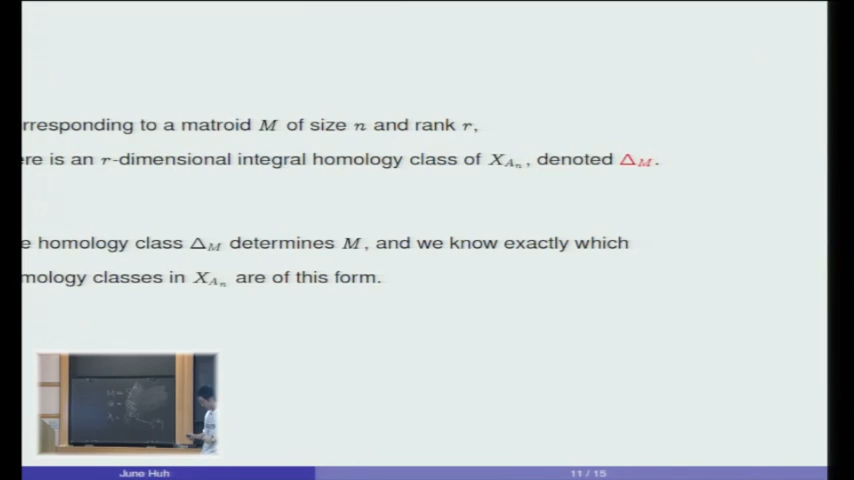 rresponding to a matroid M of size n and rank r,
re is an r-dimensional integral homology class of X_{A_n}, denoted Δ_M.
e homology class Δ_M determines M, and we know exactly which
mology classes in X_{A_n} are of this form.
June Huh
11 / 15